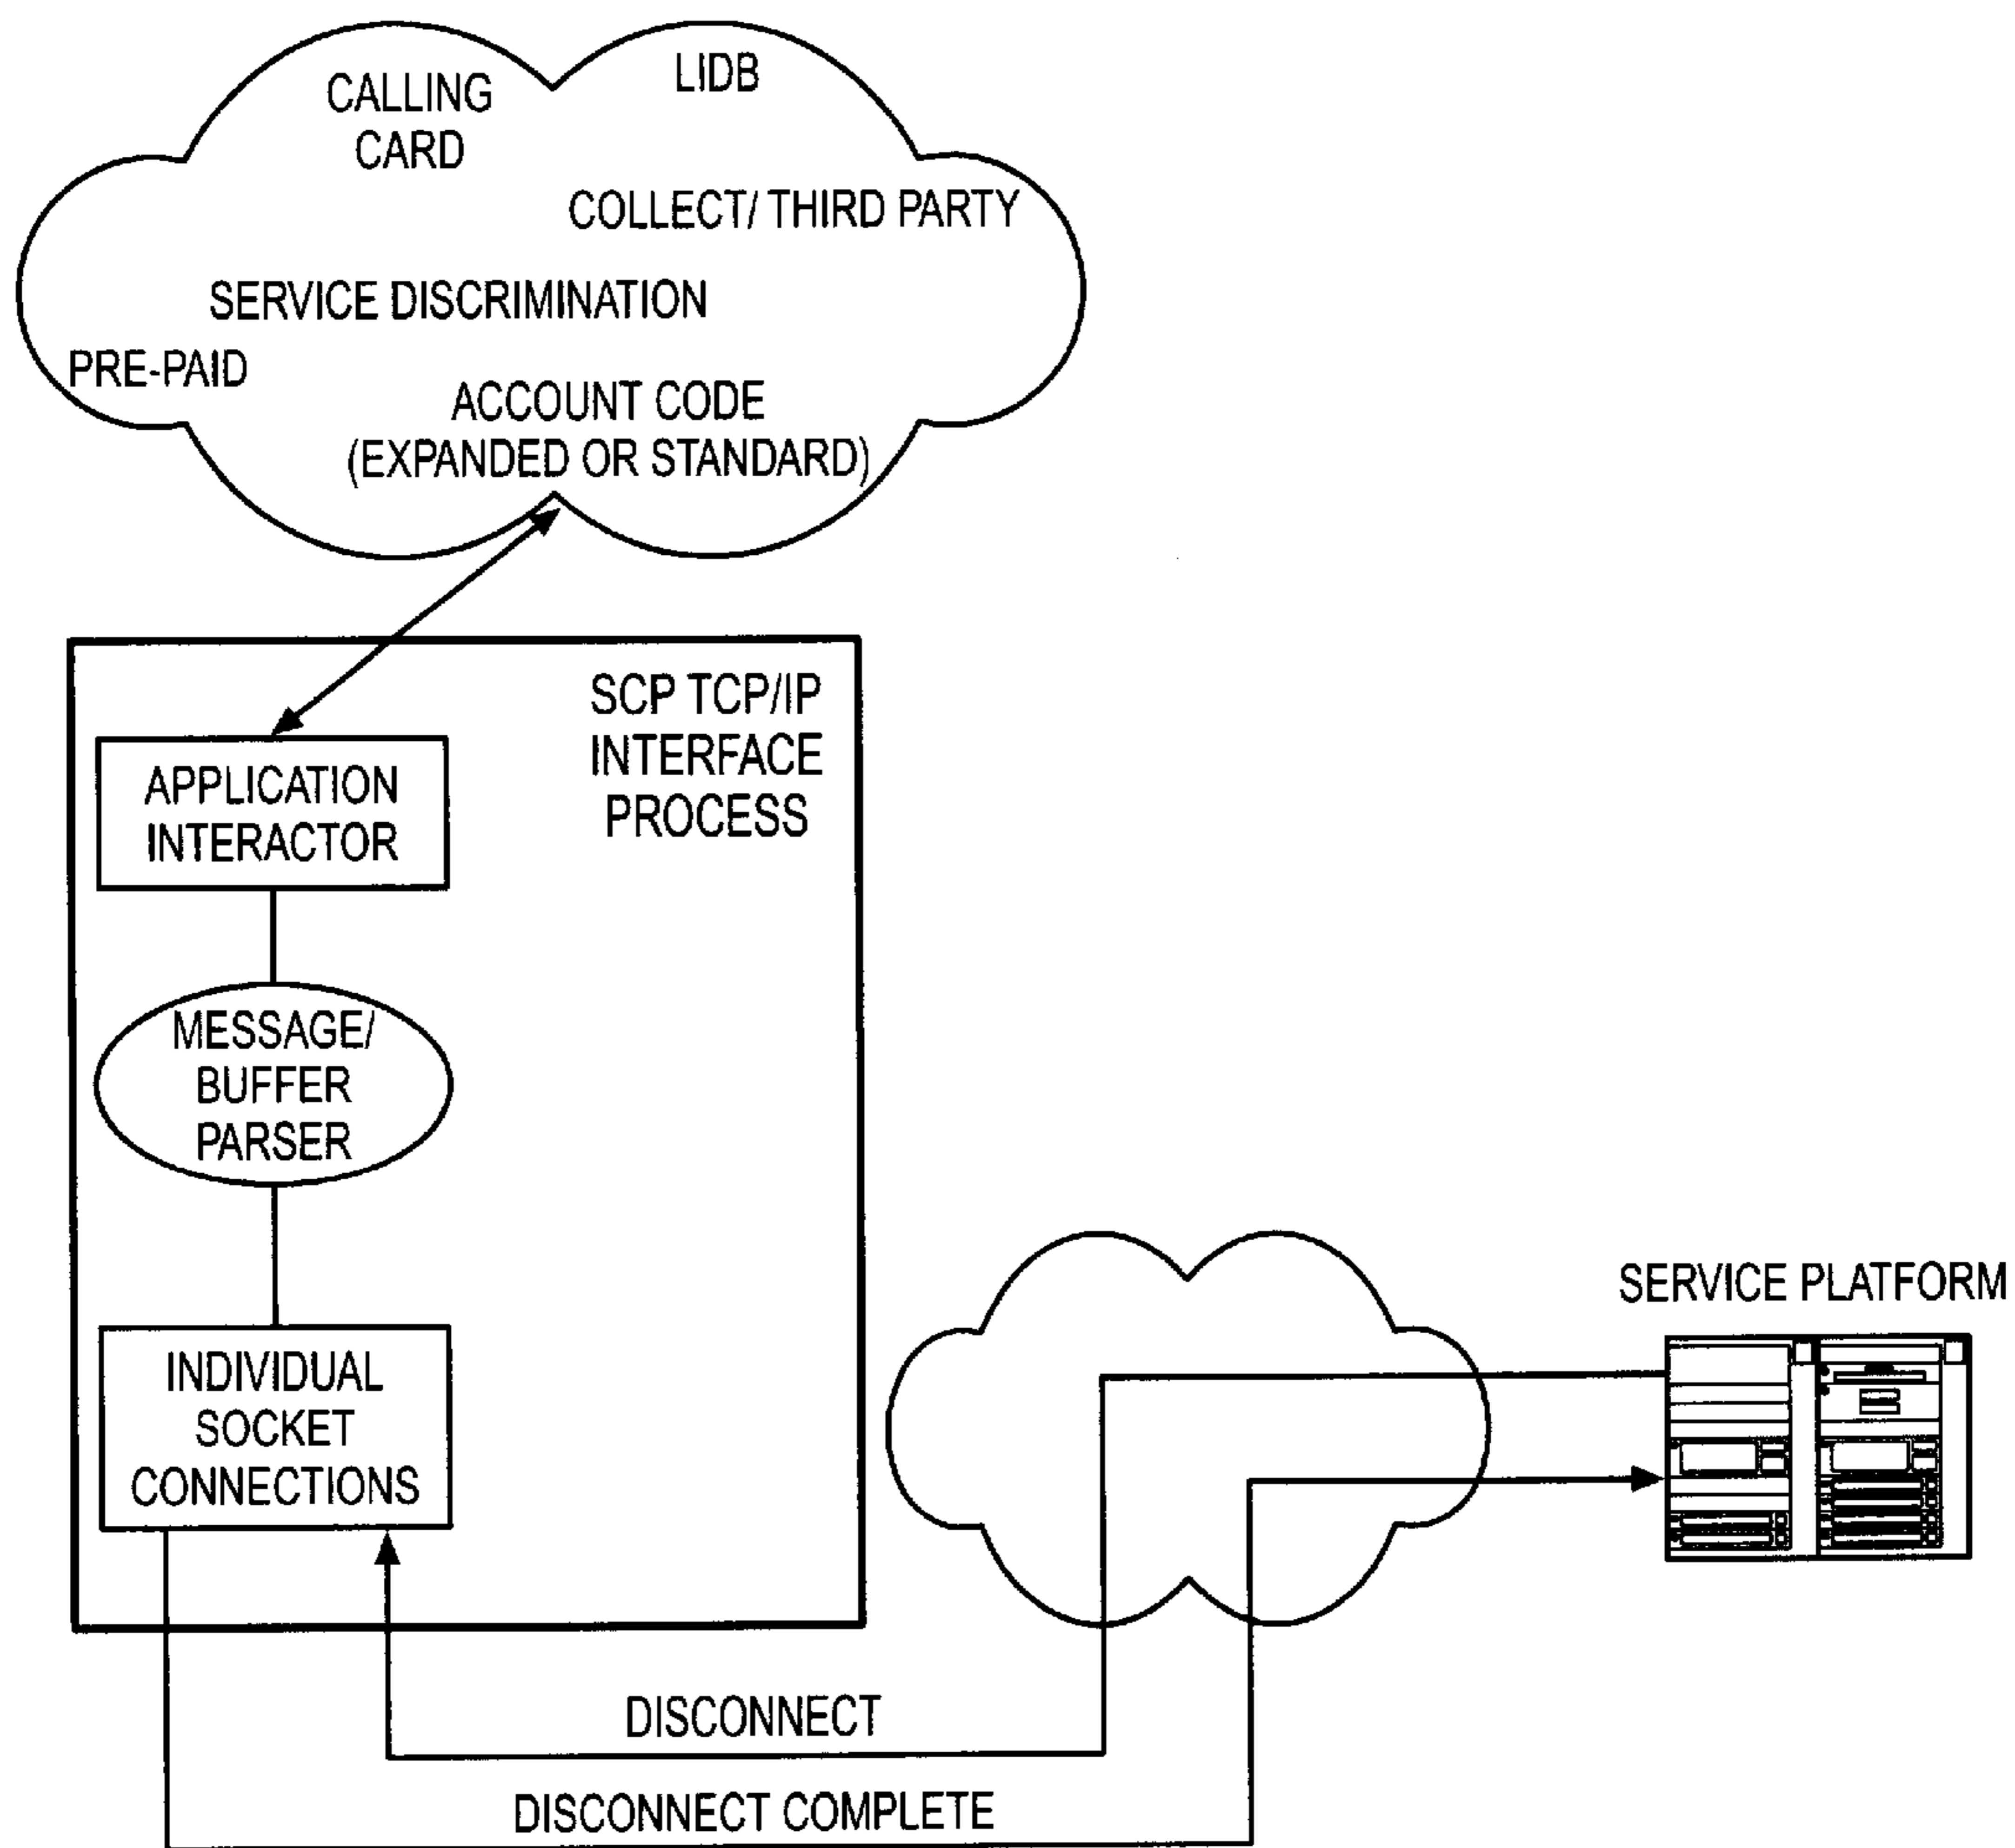 CALLING
CARD
LIDB
COLLECT/ THIRD PARTY
SERVICE DISCRIMINATION
PRE-PAID
ACCOUNT CODE
(EXPANDED OR STANDARD)
SCP TCP/IP
INTERFACE
PROCESS
APPLICATION
INTERACTOR
MESSAGE/
BUFFER
PARSER
INDIVIDUAL
SOCKET
CONNECTIONS
SERVICE PLATFORM
DISCONNECT
DISCONNECT COMPLETE